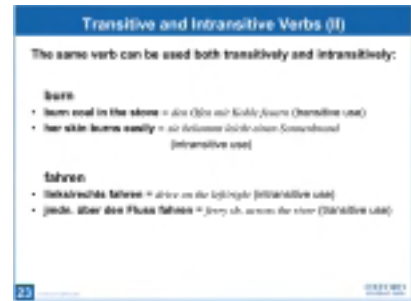 Transitive and Intransitive Verbs (II)
The same verb can be used both transitively and intransitively:
burn
• burn coal in the stove = den Ofen mit Kohle feuern (transitive use)
• her skin burns easily = sie bekommt leicht einen Sonnenbrand
(intransitive use)
fahren
• links/rechts fahren = drive on the left/right (intransitive use)
• jmdn. über den Fluss fahren = ferry sb. across the river (transitive use)
23
OXFORD